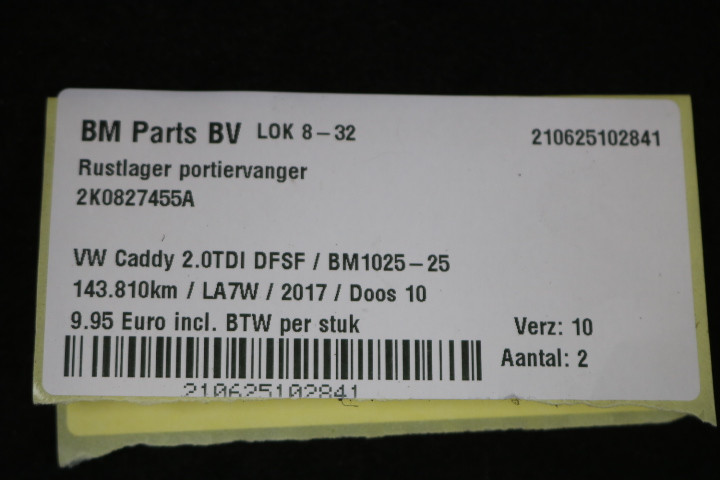 BM Parts BV LOK 8-32 210625102841
Rustlager portiervanger
2K0827455A
VW Caddy 2.0TDI DFSF / BM1025-25
143.810km / LA7W / 2017 / Doos 10
9.95 Euro incl. BTW per stuk Verz: 10
Aantal: 2
210625102841